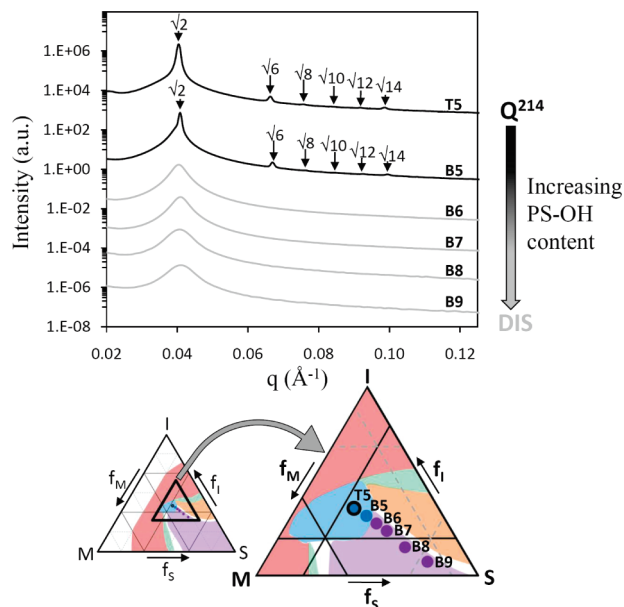 √2
1.E+06
√6
√8
√10
√12
√14
1.E+04
T5
Q²¹⁴
√2
1.E+02
√6
√8
√10
√12
√14
1.E+00
B5
Increasing
PS-OH
content
1.E-02
B6
1.E-04
B7
B8
1.E-06
B9
1.E-08
DIS
Intensity (a.u.)
0.02
0.04
0.06
0.08
0.10
0.12
q (Å⁻¹)
I
f_M
f_I
M
S
f_S
I
f_M
f_I
T5
B5
B6
B7
B8
B9
M
S
f_S